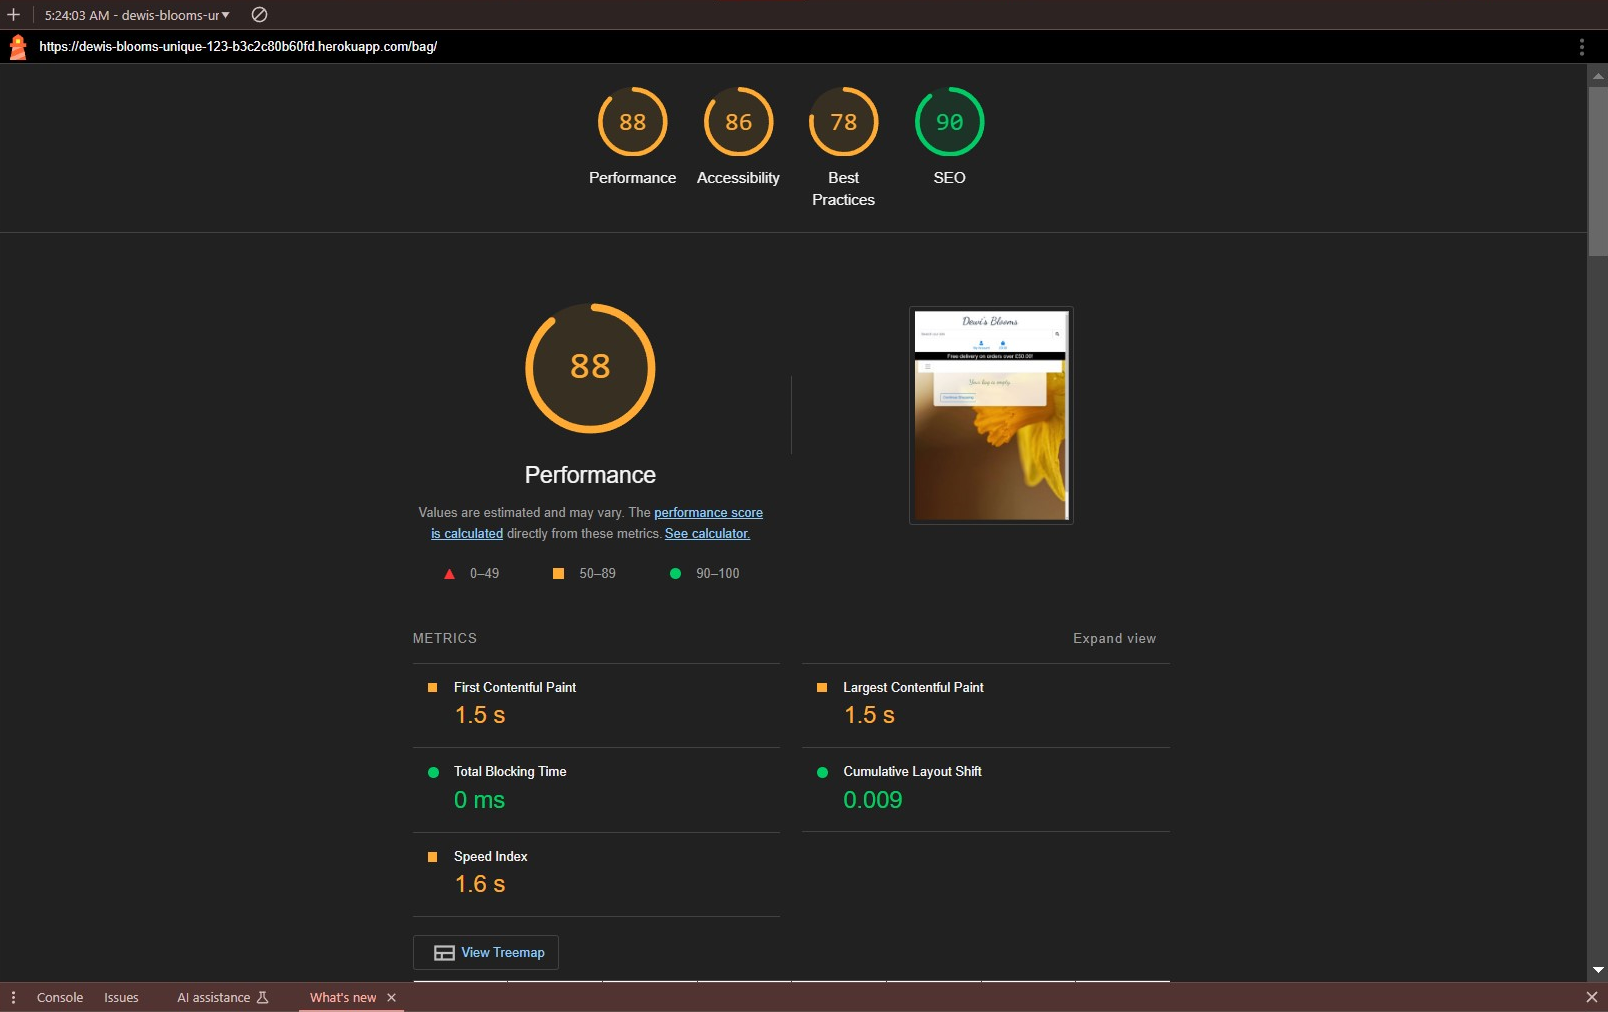 5:24:03 AM - dewis-blooms-ur
https://dewis-blooms-unique-123-b3c2c80b60fd.herokuapp.com/bag/
88 86 78 90
Performance Accessibility Best Practices SEO
88
Performance
Values are estimated and may vary. The performance score
is calculated directly from these metrics. See calculator.
0–49 50–89 90–100
Dewi's Blooms
My Account
Free delivery on orders over £50.00!
Your bag is empty.
Continue Shopping
METRICS
Expand view
First Contentful Paint
1.5 s
Largest Contentful Paint
1.5 s
Total Blocking Time
0 ms
Cumulative Layout Shift
0.009
Speed Index
1.6 s
View Treemap
Console Issues AI assistance What's new